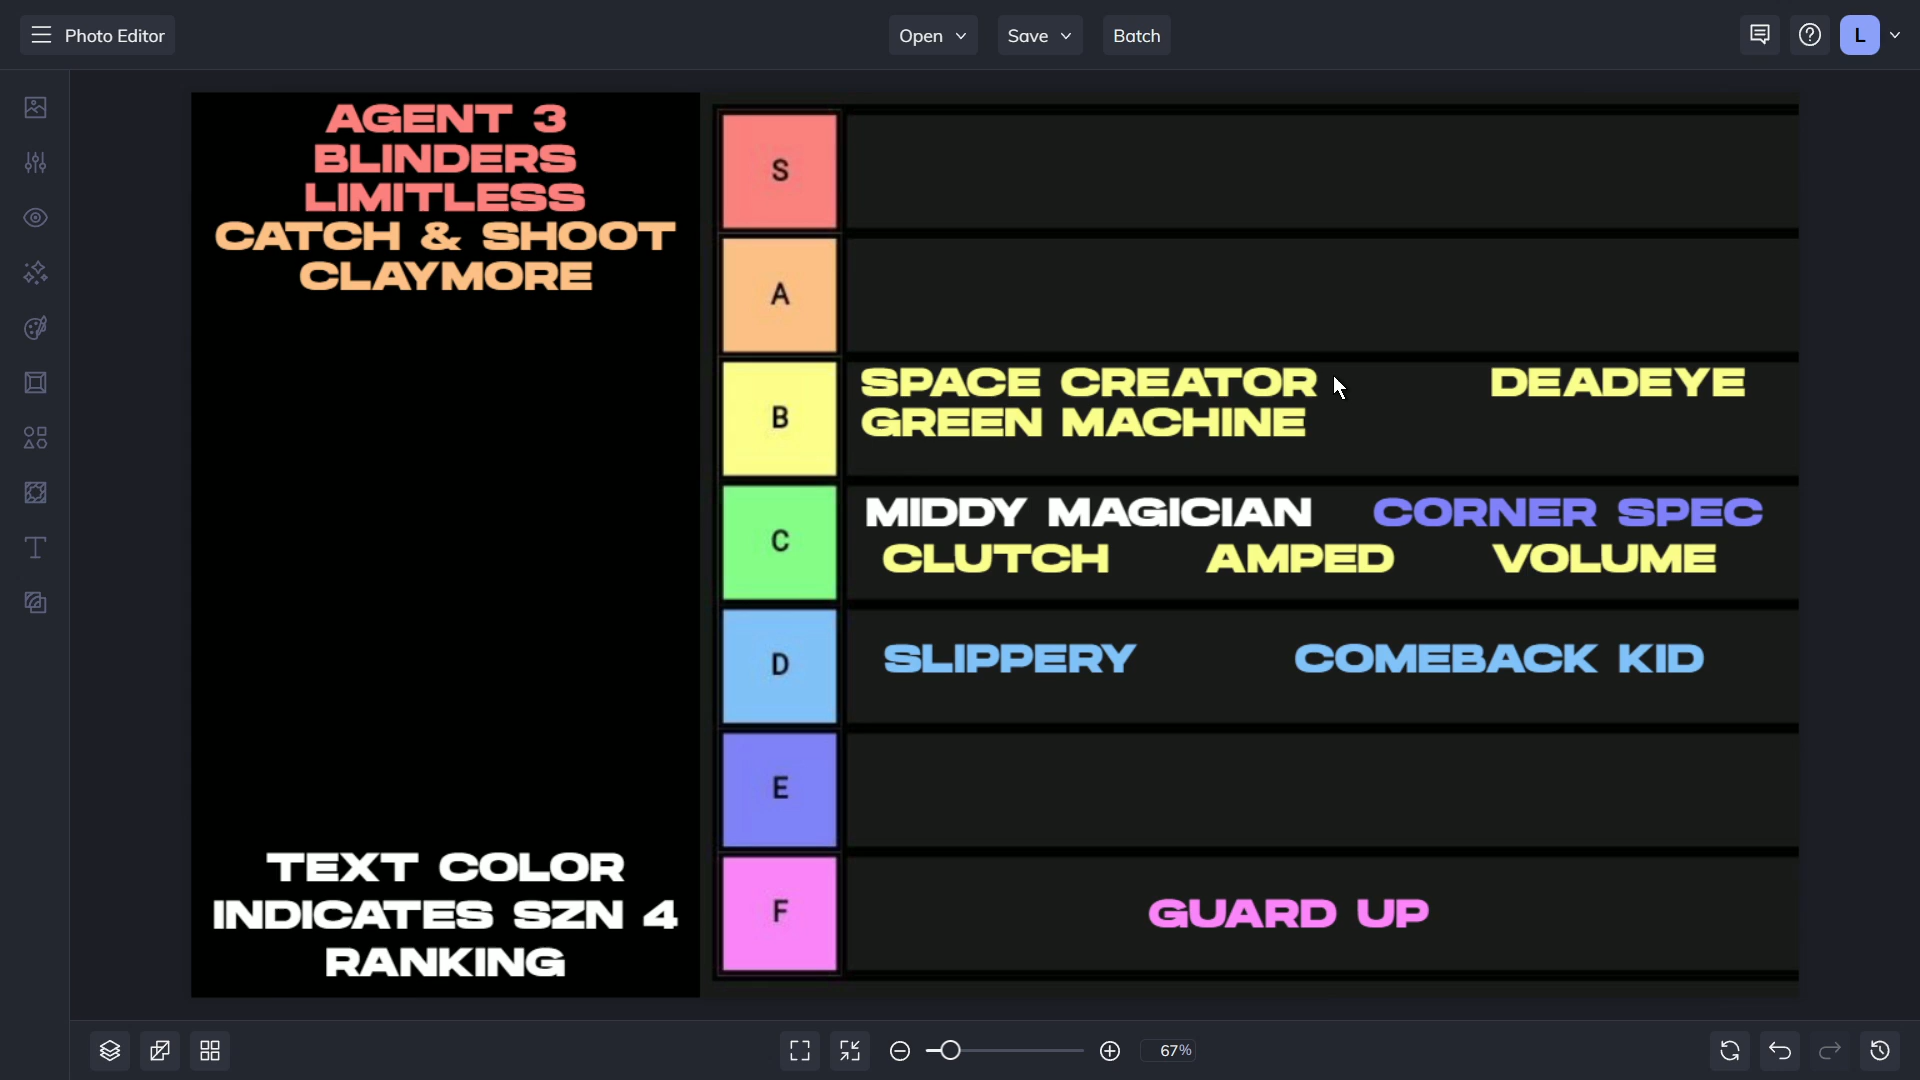 Photo Editor
Open
Save
Batch
L
AGENT 3
BLINDERS
LIMITLESS
CATCH & SHOOT
CLAYMORE
TEXT COLOR
INDICATES SZN 4
RANKING
S
A
B
SPACE CREATOR DEADEYE
GREEN MACHINE
C
MIDDY MAGICIAN CORNER SPEC
CLUTCH AMPED VOLUME
D
SLIPPERY COMEBACK KID
E
F
GUARD UP
67%